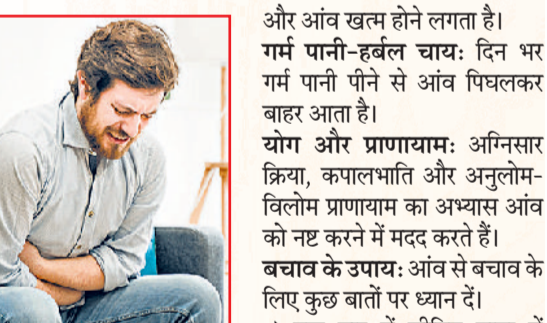 और आंव खत्म होने लगता है।
गर्म पानी-हर्बल चाय: दिन भर
गर्म पानी पीने से आंव पिघलकर
बाहर आता है।
योग और प्राणायाम: अग्निसार
क्रिया, कपालभाति और अनुलोम-
विलोम प्राणायाम का अभ्यास आंव
को नष्ट करने में मदद करते हैं।
बचाव के उपाय: आंव से बचाव के
लिए कुछ बातों पर ध्यान दें।